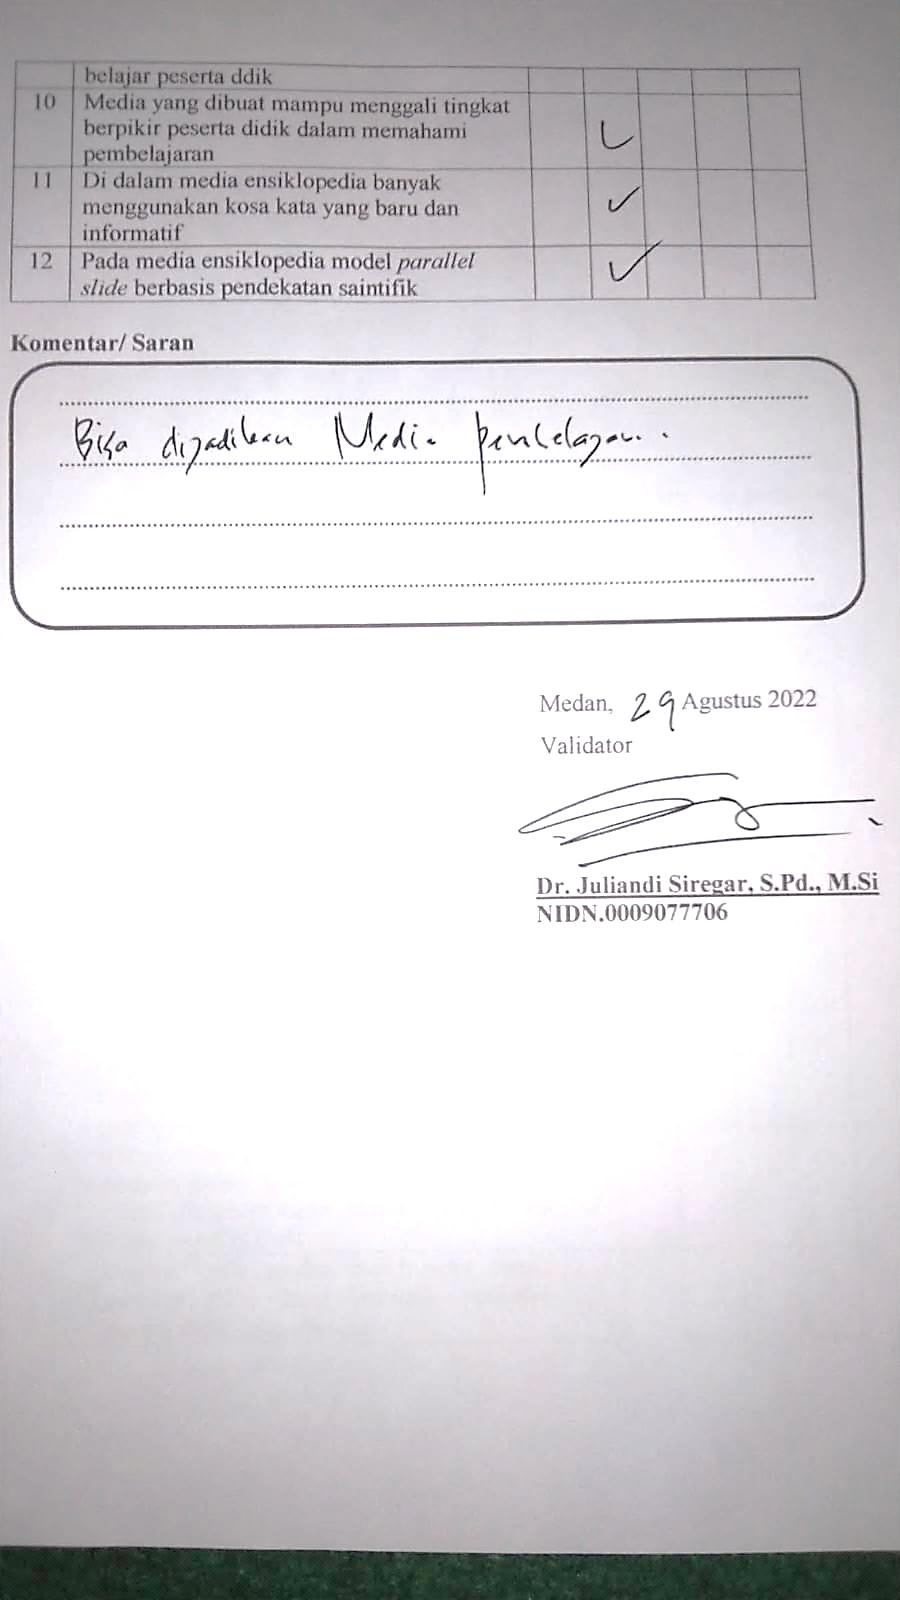 belajar peserta ddik
10 Media yang dibuat mampu menggali tingkat
berpikir peserta didik dalam memahami
pembelajaran
11 Di dalam media ensiklopedia banyak
menggunakan kosa kata yang baru dan
informatif
12 Pada media ensiklopedia model parallel
slide berbasis pendekatan saintifik
Komentar/ Saran
Bisa dijadikan Media pembelajaran.
Medan, 29 Agustus 2022
Validator
Dr. Juliandi Siregar, S.Pd., M.Si
NIDN.0009077706